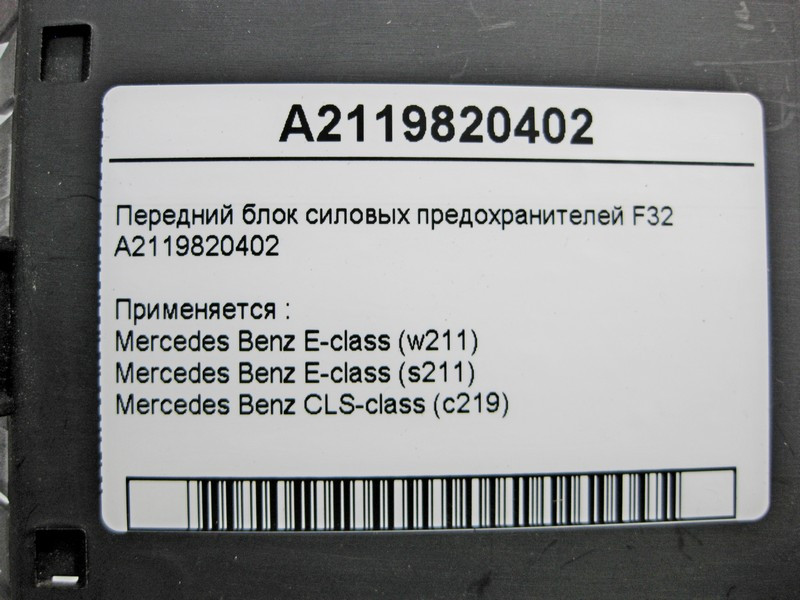 A2119820402
Передний блок силовых предохранителей F32
A2119820402
Применяется :
Mercedes Benz E-class (w211)
Mercedes Benz E-class (s211)
Mercedes Benz CLS-class (c219)